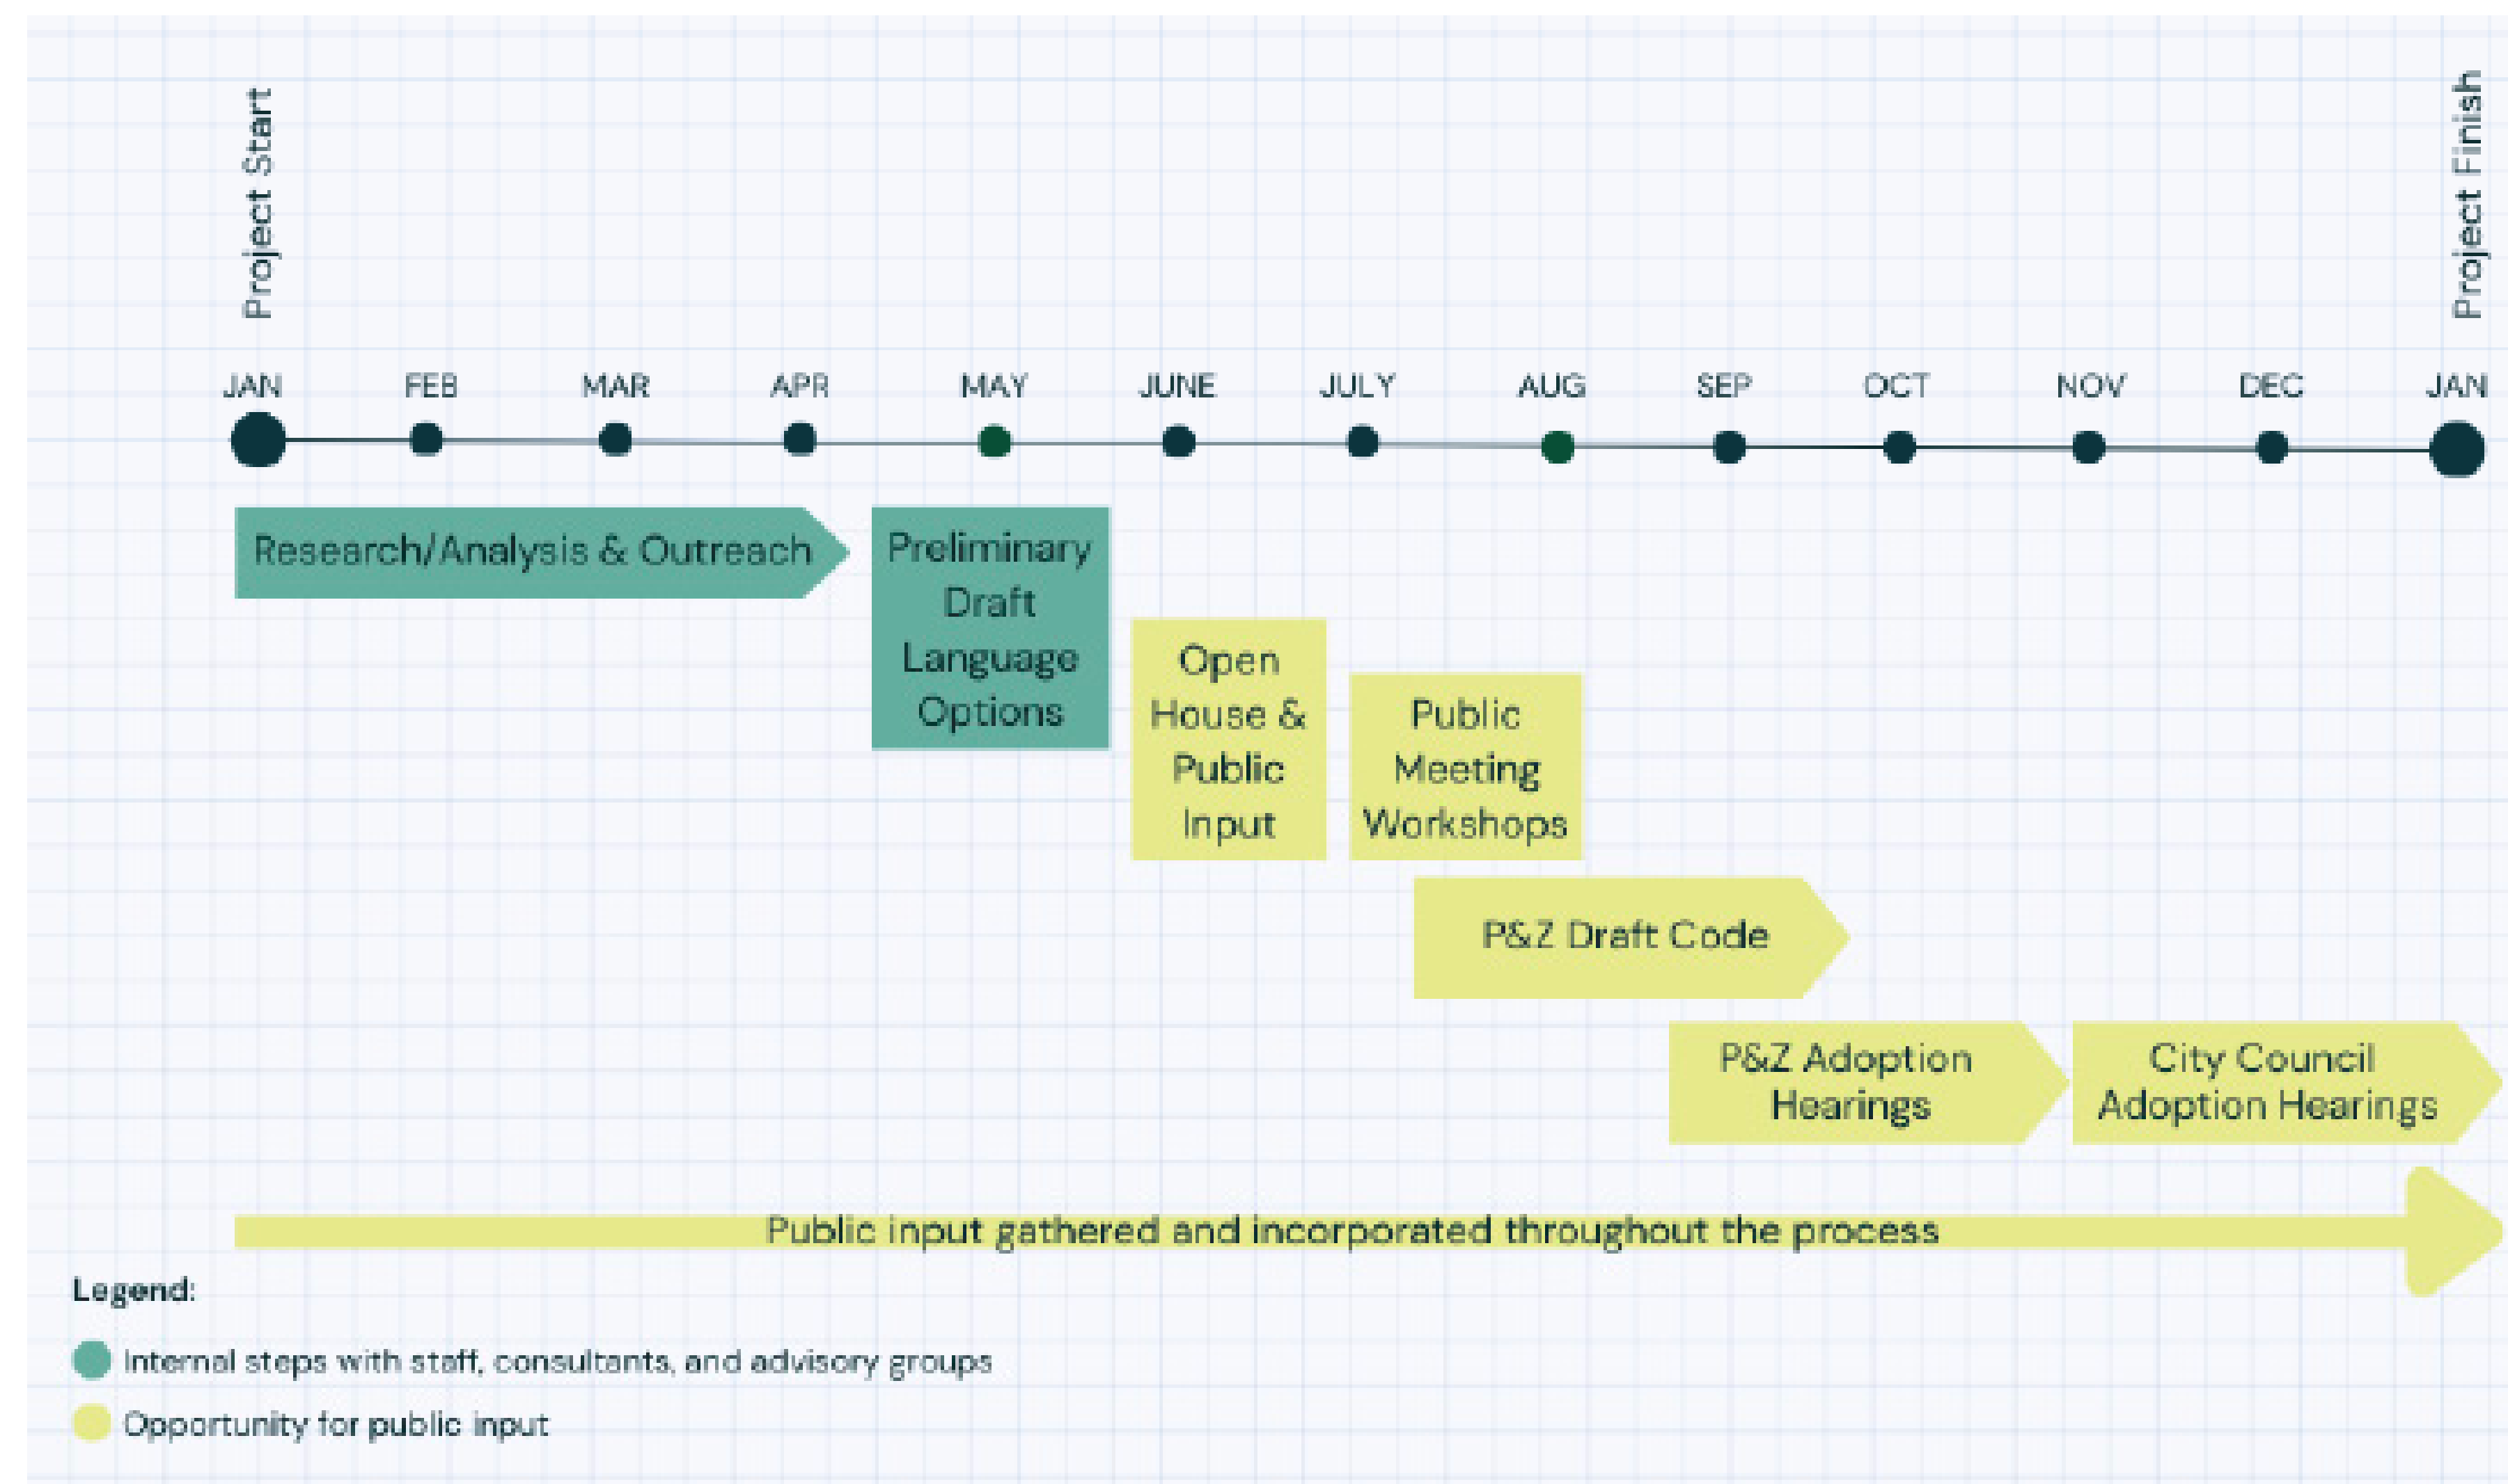 Project Start
Project Finish
JAN FEB MAR APR MAY JUNE JULY AUG SEP OCT NOV DEC JAN
Research/Analysis & Outreach
Preliminary
Draft
Language
Options
Open
House &
Public
Input
Public
Meeting
Workshops
P&Z Draft Code
P&Z Adoption
Hearings
City Council
Adoption Hearings
Public input gathered and incorporated throughout the process
Legend:
Internal steps with staff, consultants, and advisory groups
Opportunity for public input